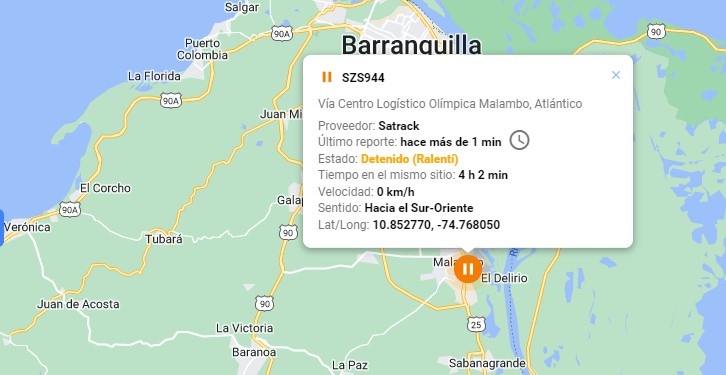 Salgar
Puerto
Colombia
Barranquilla
La Florida
90A
90A
Juan Mi
El Corcho
90A
Verónica
Galap
90
Tubará
SZS944
Vía Centro Logístico Olímpica Malambo, Atlántico
Proveedor: Satrack
Último reporte: hace más de 1 min
Estado: Detenido (Ralentí)
Tiempo en el mismo sitio: 4 h 2 min
Velocidad: 0 km/h
Sentido: Hacia el Sur-Oriente
Lat/Long: 10.852770, -74.768050
Mala
El Delirio
Juan de Acosta
90
25
La Victoria
Baranoa
La Paz
Sabanagrande